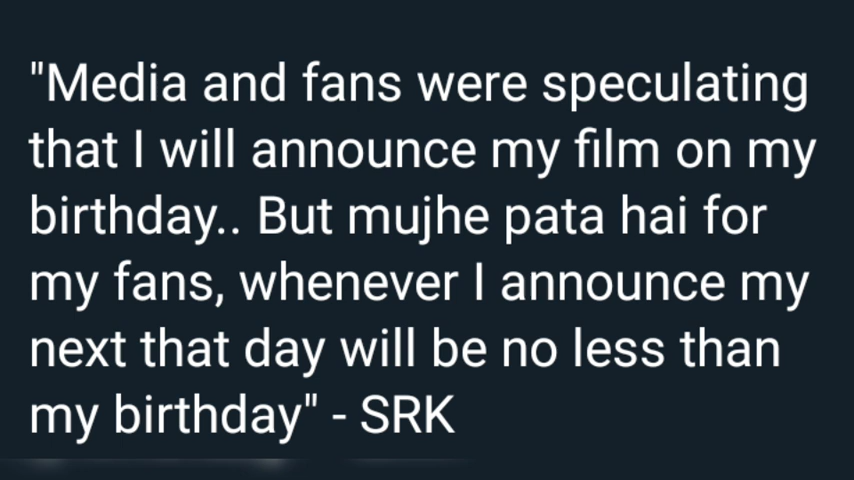 "Media and fans were speculating
that I will announce my film on my
birthday.. But mujhe pata hai for
my fans, whenever I announce my
next that day will be no less than
my birthday" - SRK